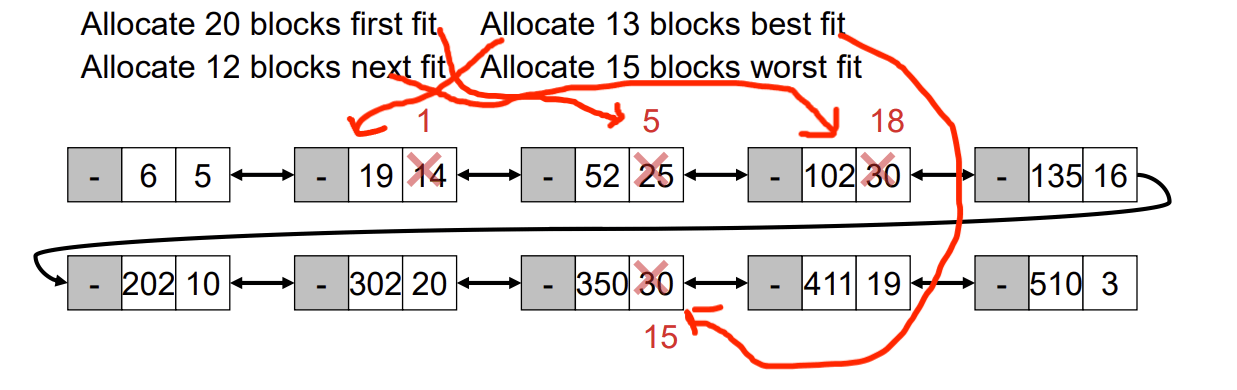 Allocate 20 blocks first fit Allocate 13 blocks best fit
Allocate 12 blocks next fit Allocate 15 blocks worst fit
1 5 18
- 6 5 - 19 14 - 52 25 - 102 30 - 135 16
- 202 10 - 302 20 - 350 30 - 411 19 - 510 3
15